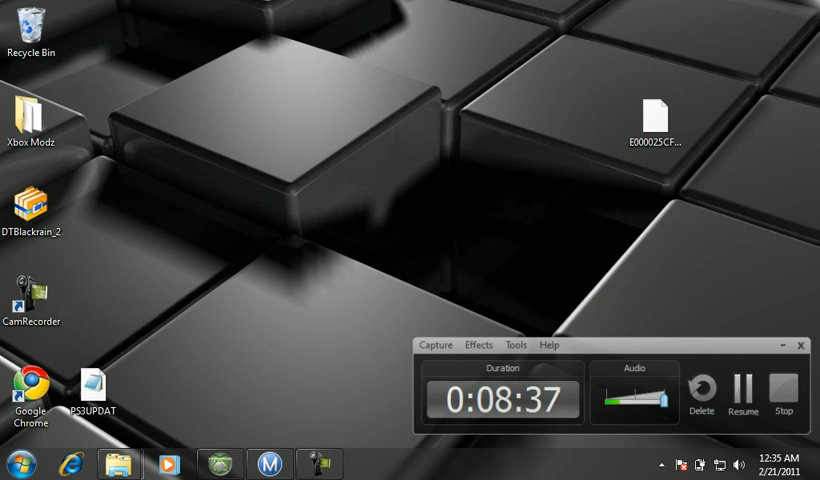 Recycle Bin
Xbox Modz
E000025CF...
DTBlackrain_2
CamRecorder
Google
Chrome
PS3UPDAT
Capture Effects Tools Help
Duration
Audio
0:08:37
Delete Resume Stop
12:35 AM
2/21/2011